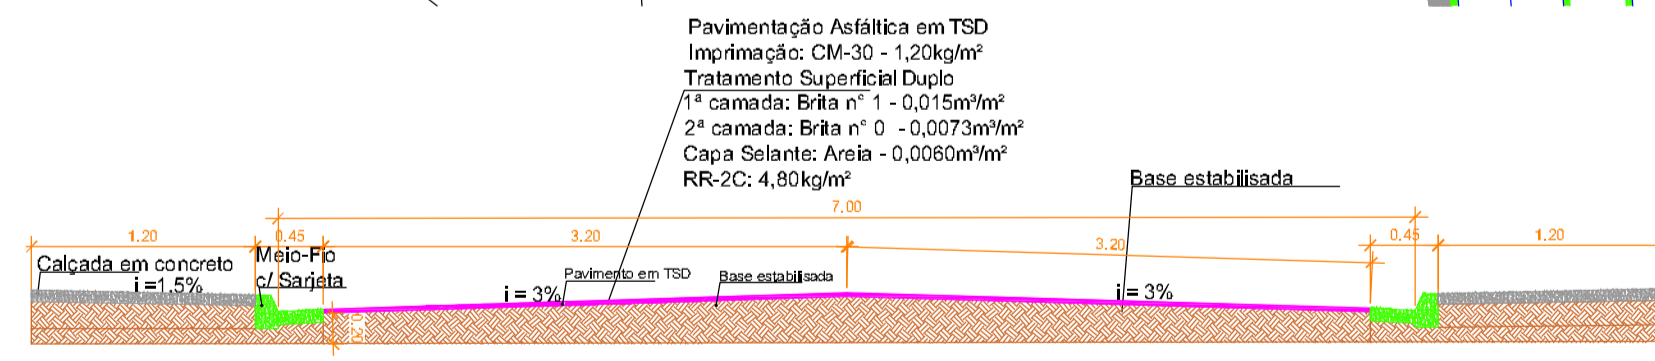 Pavimentação Asfáltica em TSD
Imprimação: CM-30 - 1,20kg/m²
Tratamento Superficial Duplo
1ª camada: Brita n° 1 - 0,015m³/m²
2ª camada: Brita n° 0 - 0,0073m³/m²
Capa Selante: Areia - 0,0060m³/m²
RR-2C: 4,80kg/m²
Base estabilisada
7.00
1.20 0.45 3.20 3.20 0.45 1.20
Calçada em concreto
i =1.5%
Meio-Fio
c/ Sarjeta
Pavimento em TSD
Base estabilisada
i = 3%
i = 3%
0.20